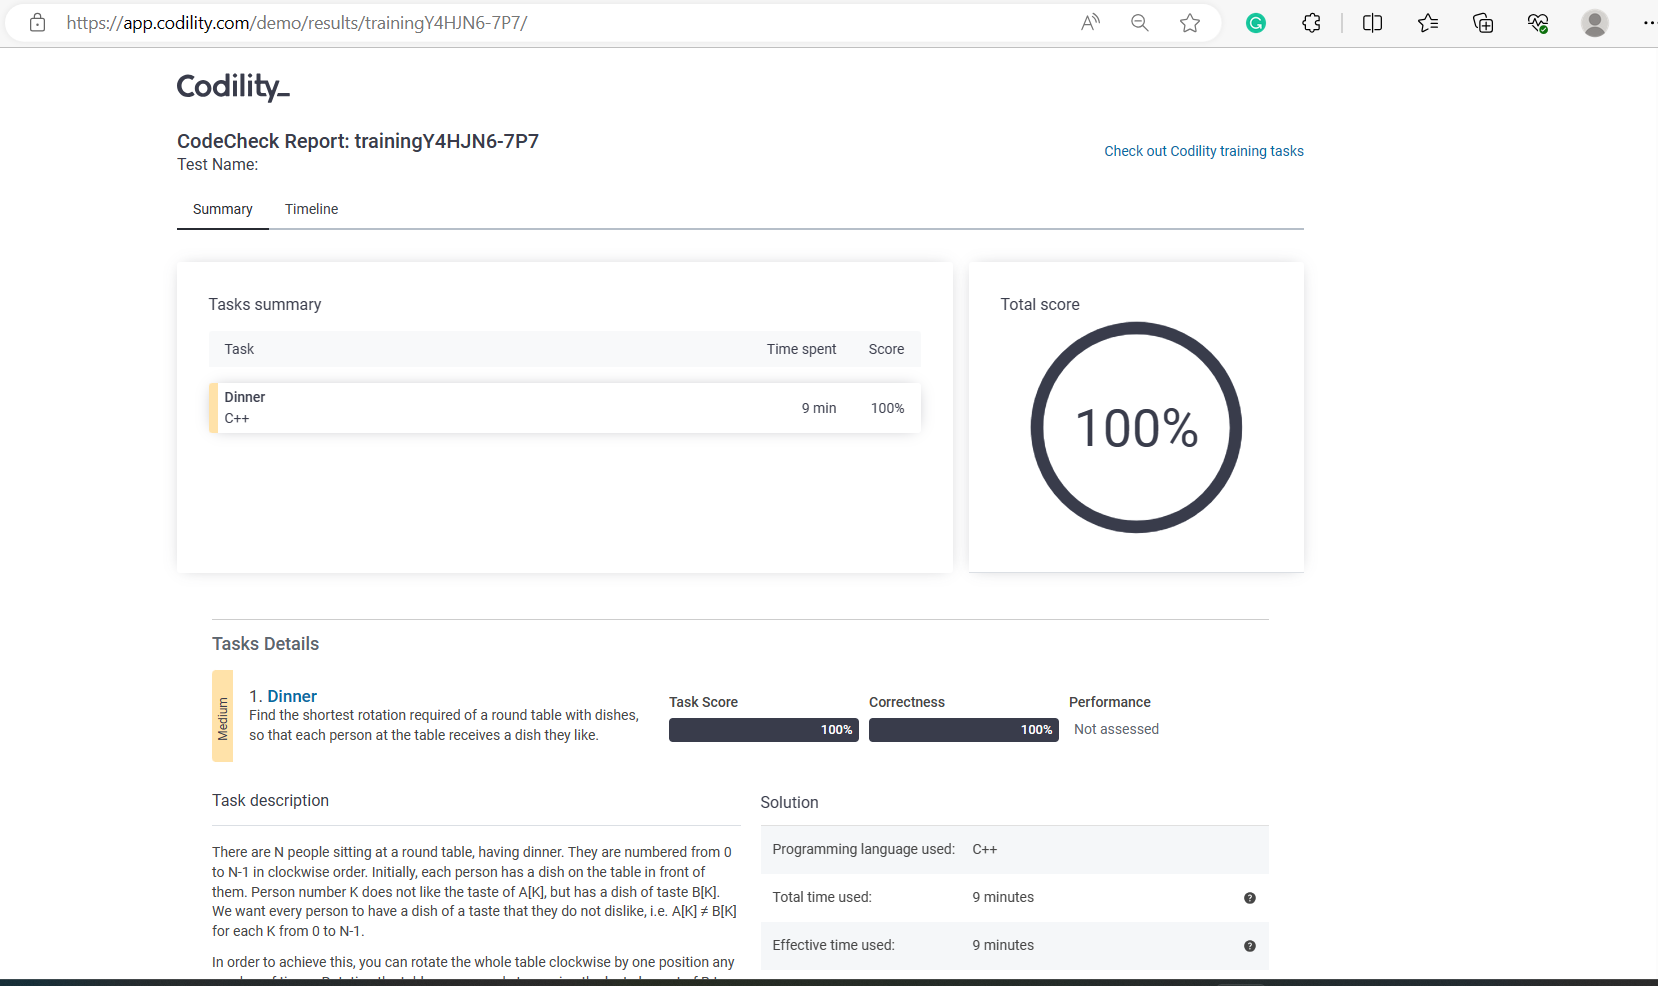 https://app.codility.com/demo/results/trainingY4HJN6-7P7/
Codility_
CodeCheck Report: trainingY4HJN6-7P7
Test Name:
Check out Codility training tasks
Summary Timeline
Tasks summary
Task Time spent Score
Dinner
C++
9 min 100%
Total score
100%
Tasks Details
Medium
1. Dinner
Find the shortest rotation required of a round table with dishes,
so that each person at the table receives a dish they like.
Task Score Correctness Performance
100% 100% Not assessed
Task description
There are N people sitting at a round table, having dinner. They are numbered from 0
to N-1 in clockwise order. Initially, each person has a dish on the table in front of
them. Person number K does not like the taste of A[K], but has a dish of taste B[K].
We want every person to have a dish of a taste that they do not dislike, i.e. A[K] ≠ B[K]
for each K from 0 to N-1.
In order to achieve this, you can rotate the whole table clockwise by one position any
Solution
Programming language used: C++
Total time used: 9 minutes
Effective time used: 9 minutes